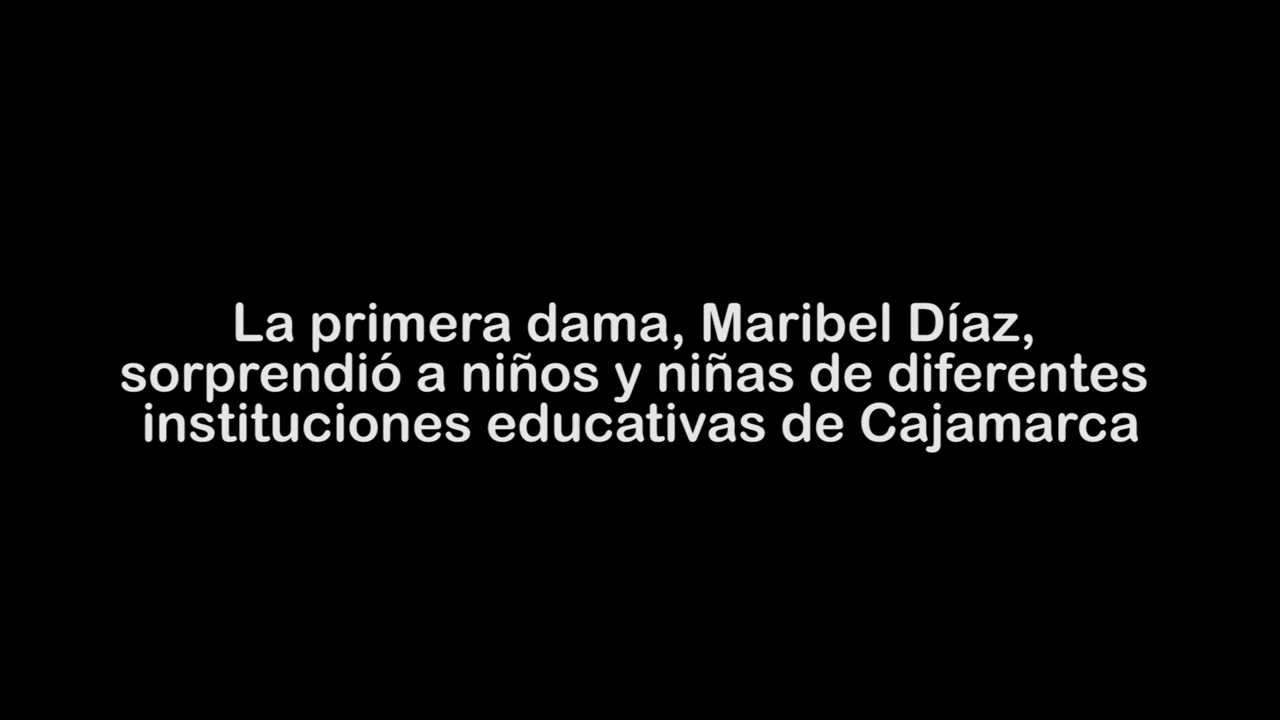 La primera dama, Maribel Díaz,
sorprendió a niños y niñas de diferentes
instituciones educativas de Cajamarca